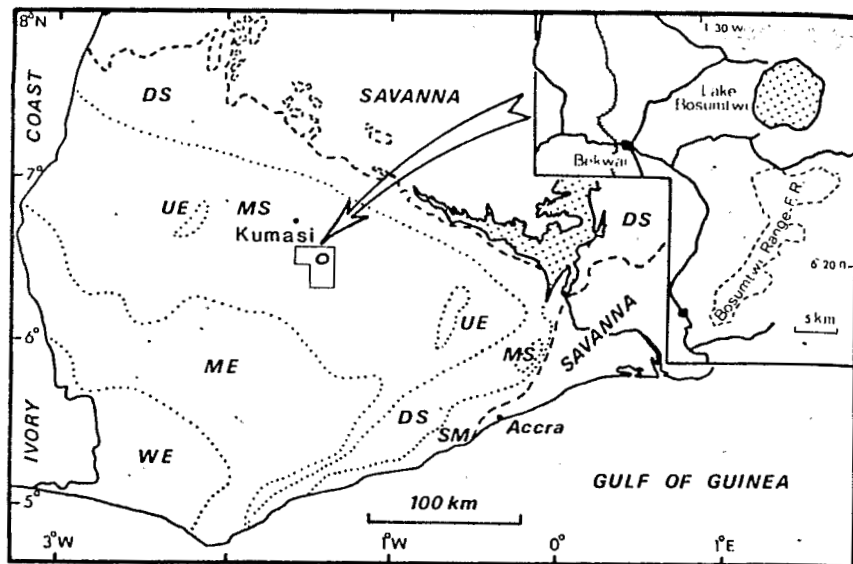 8°N
1 30 W
DS
SAVANNA
Lake
Bosumtwi
COAST
Bekwai
7°
UE
MS
Kumasi
DS
Bosumtwi Range F.R.
6° 20 n
5 km
6°
UE
MS
SAVANNA
ME
DS
SM
Accra
IVORY
WE
GULF OF GUINEA
5°
100 km
3°W
1°W
0°
1°E